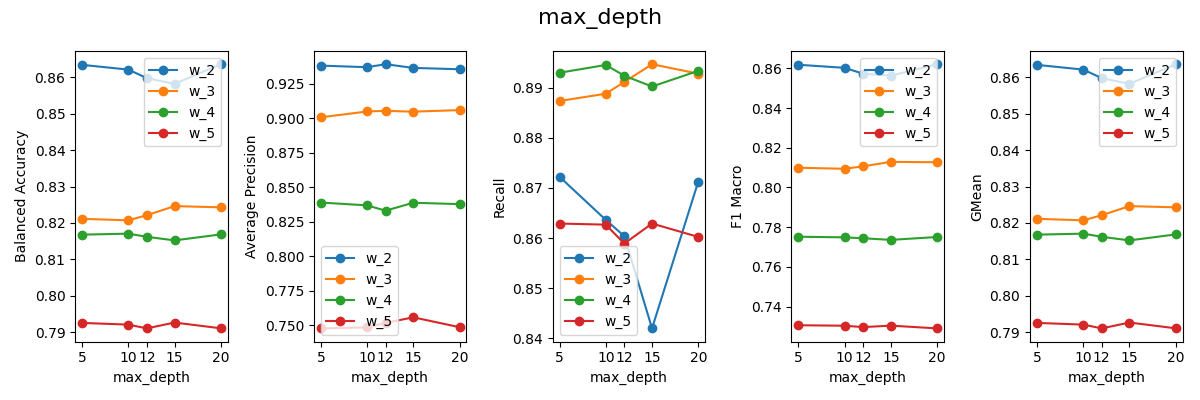 max_depth
Balanced Accuracy
0.86
0.85
0.84
0.83
0.82
0.81
0.80
0.79
w_2
w_3
w_4
w_5
5 10 12 15 20
max_depth
Average Precision
0.925
0.900
0.875
0.850
0.825
0.800
0.775
0.750
w_2
w_3
w_4
w_5
5 10 12 15 20
max_depth
Recall
0.89
0.88
0.87
0.86
0.85
0.84
w_2
w_3
w_4
w_5
5 10 12 15 20
max_depth
F1 Macro
0.86
0.84
0.82
0.80
0.78
0.76
0.74
w_2
w_3
w_4
w_5
5 10 12 15 20
max_depth
GMean
0.86
0.85
0.84
0.83
0.82
0.81
0.80
0.79
w_2
w_3
w_4
w_5
5 10 12 15 20
max_depth